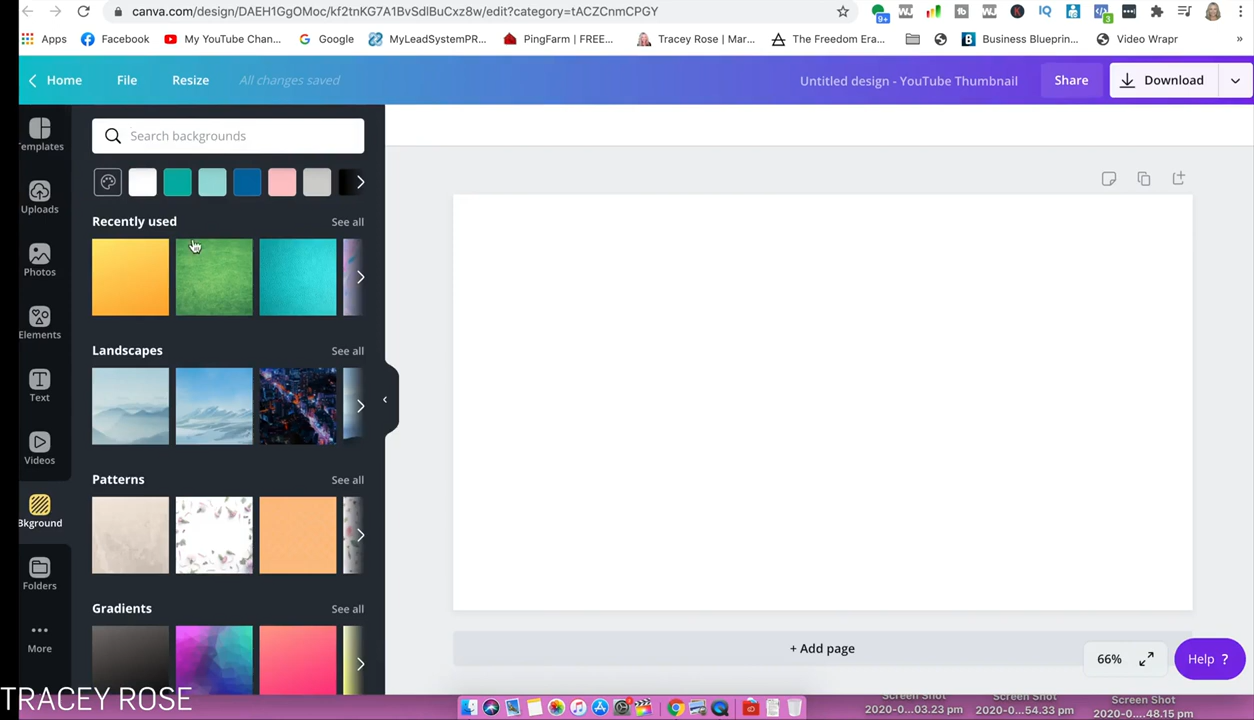 canva.com/design/DAEH1GgOMoc/kf2tnKG7A1BvSdlBuCxz8w/edit?category=tACZCnmCPGY
9+
IQ
3
Apps
Facebook
My YouTube Chan...
Google
MyLeadSystemPR...
PingFarm | FREE...
Tracey Rose | Mar...
The Freedom Era...
Business Blueprin...
Video Wrapr
»
Home
File
Resize
All changes saved
Untitled design - YouTube Thumbnail
Share
Download
Templates
Uploads
Photos
Elements
Text
Videos
Bkground
Folders
More
Search backgrounds
Recently used
See all
Landscapes
See all
Patterns
See all
Gradients
See all
+ Add page
66%
Help ?
TRACEY ROSE
Screen Shot
2020-0....03.23 pm
Screen Shot
2020-0...54.33 pm
Screen Shot
2020-0....48.15 pm